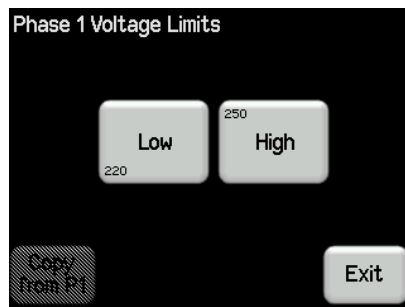 Phase 1 Voltage Limits
250
Low
High
220
Copy
from P1
Exit